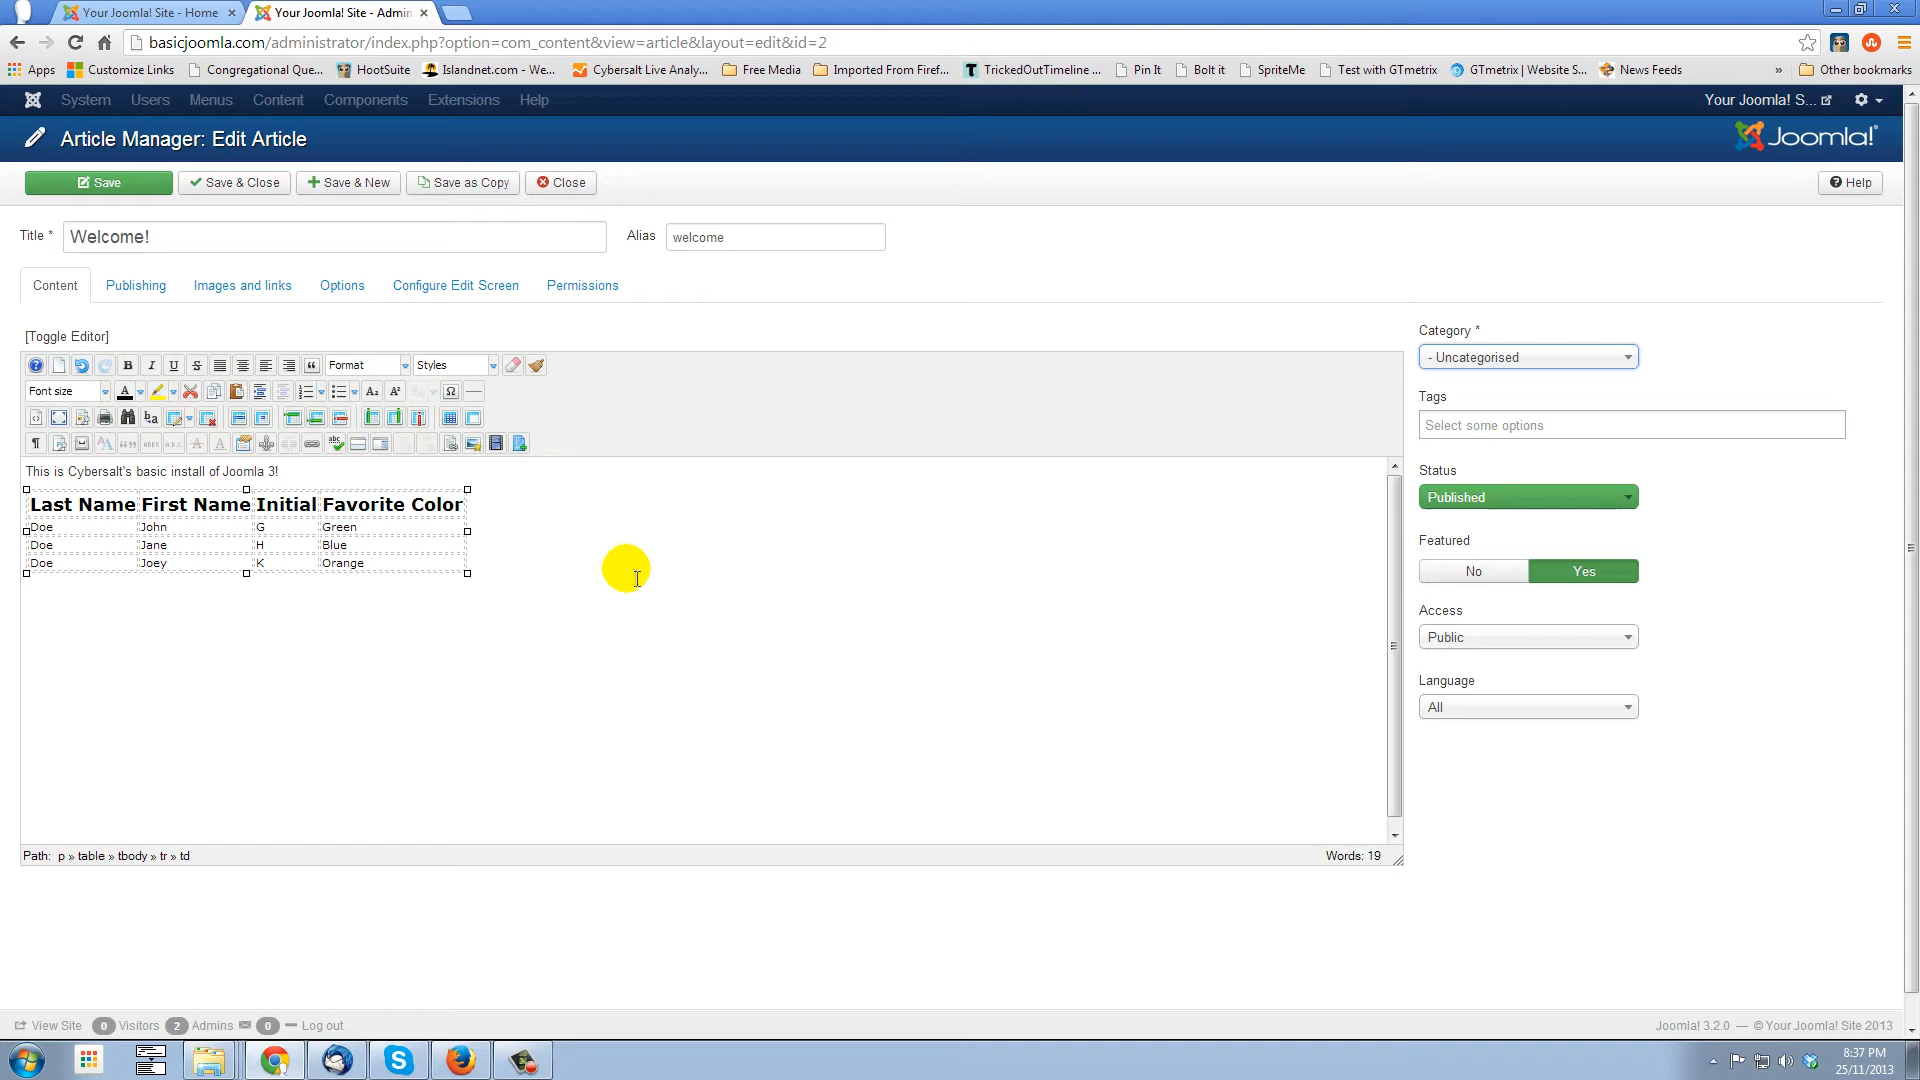 Your Joomla! Site - Home
Your Joomla! Site - Admin
basicjoomla.com/administrator/index.php?option=com_content&view=article&layout=edit&id=2
Apps Customize Links Congregational Que... HootSuite Islandnet.com - We... Cybersalt Live Analy... Free Media Imported From Firef... TrickedOutTimeline ... Pin It Bolt it SpriteMe Test with GTmetrix GTmetrix | Website S... News Feeds » Other bookmarks
System Users Menus Content Components Extensions Help Your Joomla! S...
Article Manager: Edit Article Joomla!
Save Save & Close Save & New Save as Copy Close Help
Title * Welcome! Alias welcome
Content Publishing Images and links Options Configure Edit Screen Permissions
[Toggle Editor]
Format Styles
Font size
This is Cybersalt's basic install of Joomla 3!
Last Name First Name Initial Favorite Color
Doe John G Green
Doe Jane H Blue
Doe Joey K Orange
Path: p » table » tbody » tr » td Words: 19
Category *
- Uncategorised
Tags
Select some options
Status
Published
Featured
No Yes
Access
Public
Language
All
View Site 0 Visitors 2 Admins 0 Log out Joomla! 3.2.0 — © Your Joomla! Site 2013
8:37 PM
25/11/2013